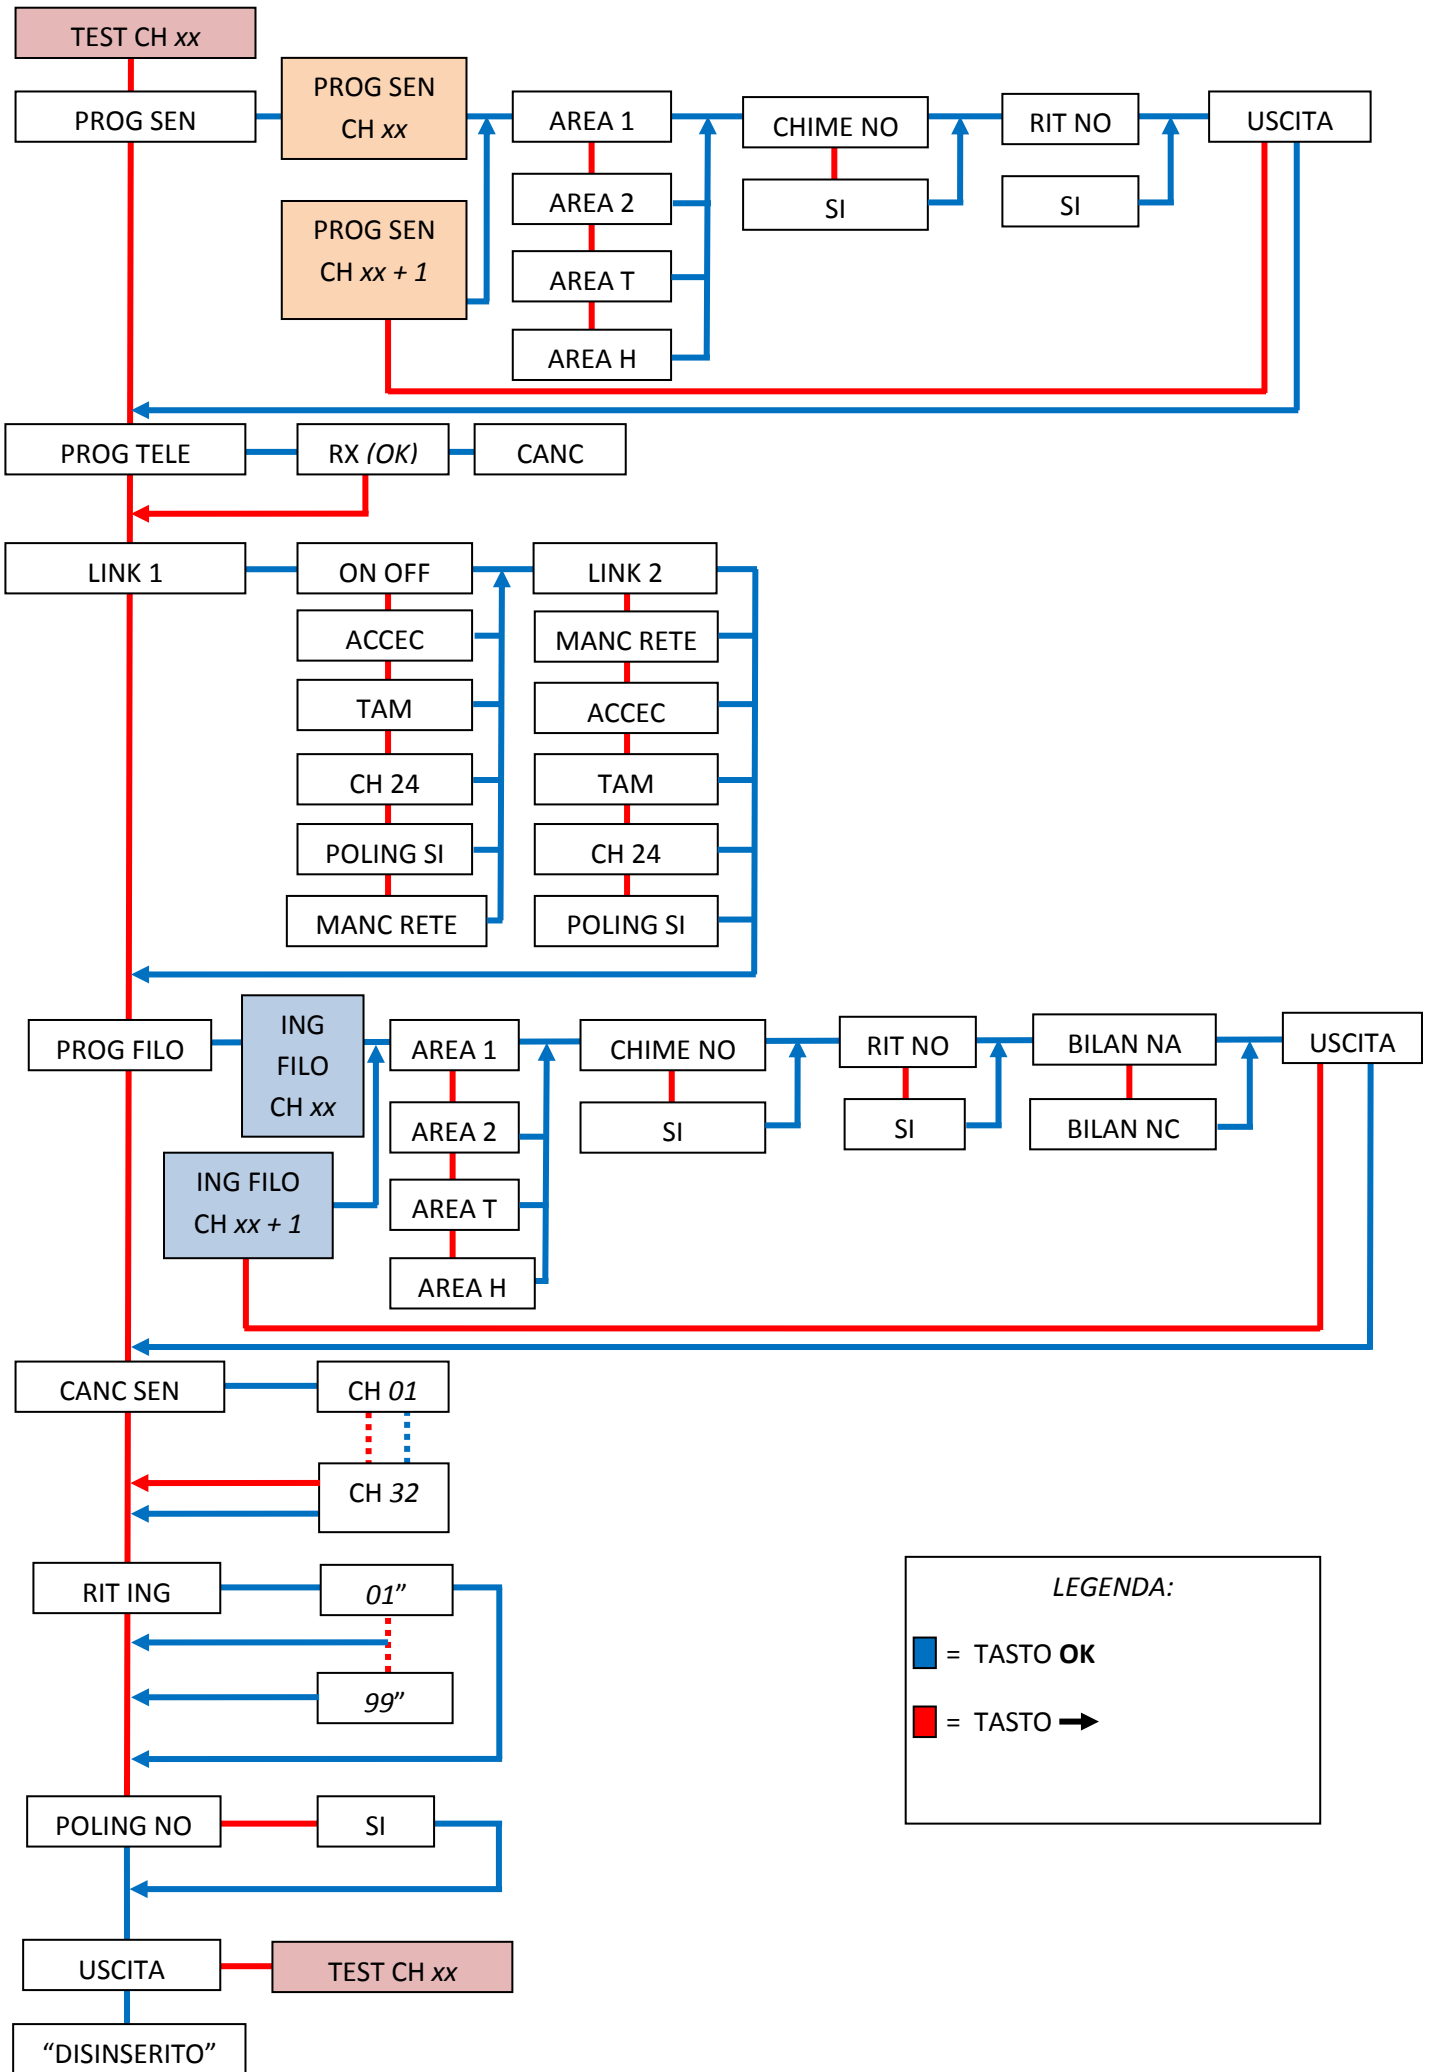 TEST CH xx
PROG SEN
PROG SEN
CH xx
AREA 1
CHIME NO
RIT NO
USCITA
PROG SEN
CH xx + 1
AREA 2
SI
SI
AREA T
AREA H
PROG TELE
RX (OK)
CANC
LINK 1
ON OFF
LINK 2
ACCEC
MANC RETE
TAM
ACCEC
CH 24
TAM
POLING SI
CH 24
MANC RETE
POLING SI
PROG FILO
ING
FILO
CH xx
AREA 1
CHIME NO
RIT NO
BILAN NA
USCITA
ING FILO
CH xx + 1
AREA 2
SI
SI
BILAN NC
AREA T
AREA H
CANC SEN
CH 01
CH 32
RIT ING
01”
99”
LEGENDA:
= TASTO OK
= TASTO
POLING NO
SI
USCITA
TEST CH xx
“DISINSERITO”